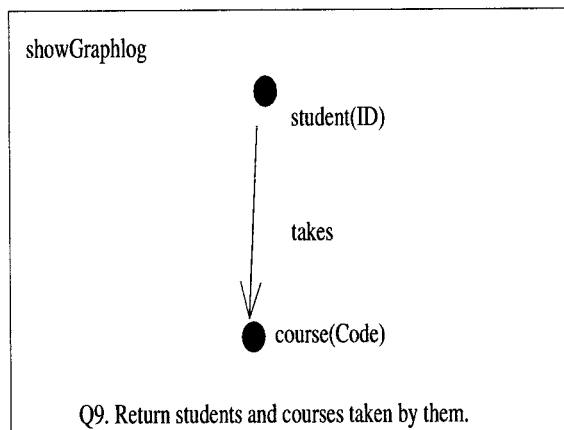 showGraphlog
student(ID)
takes
course(Code)
Q9. Return students and courses taken by them.